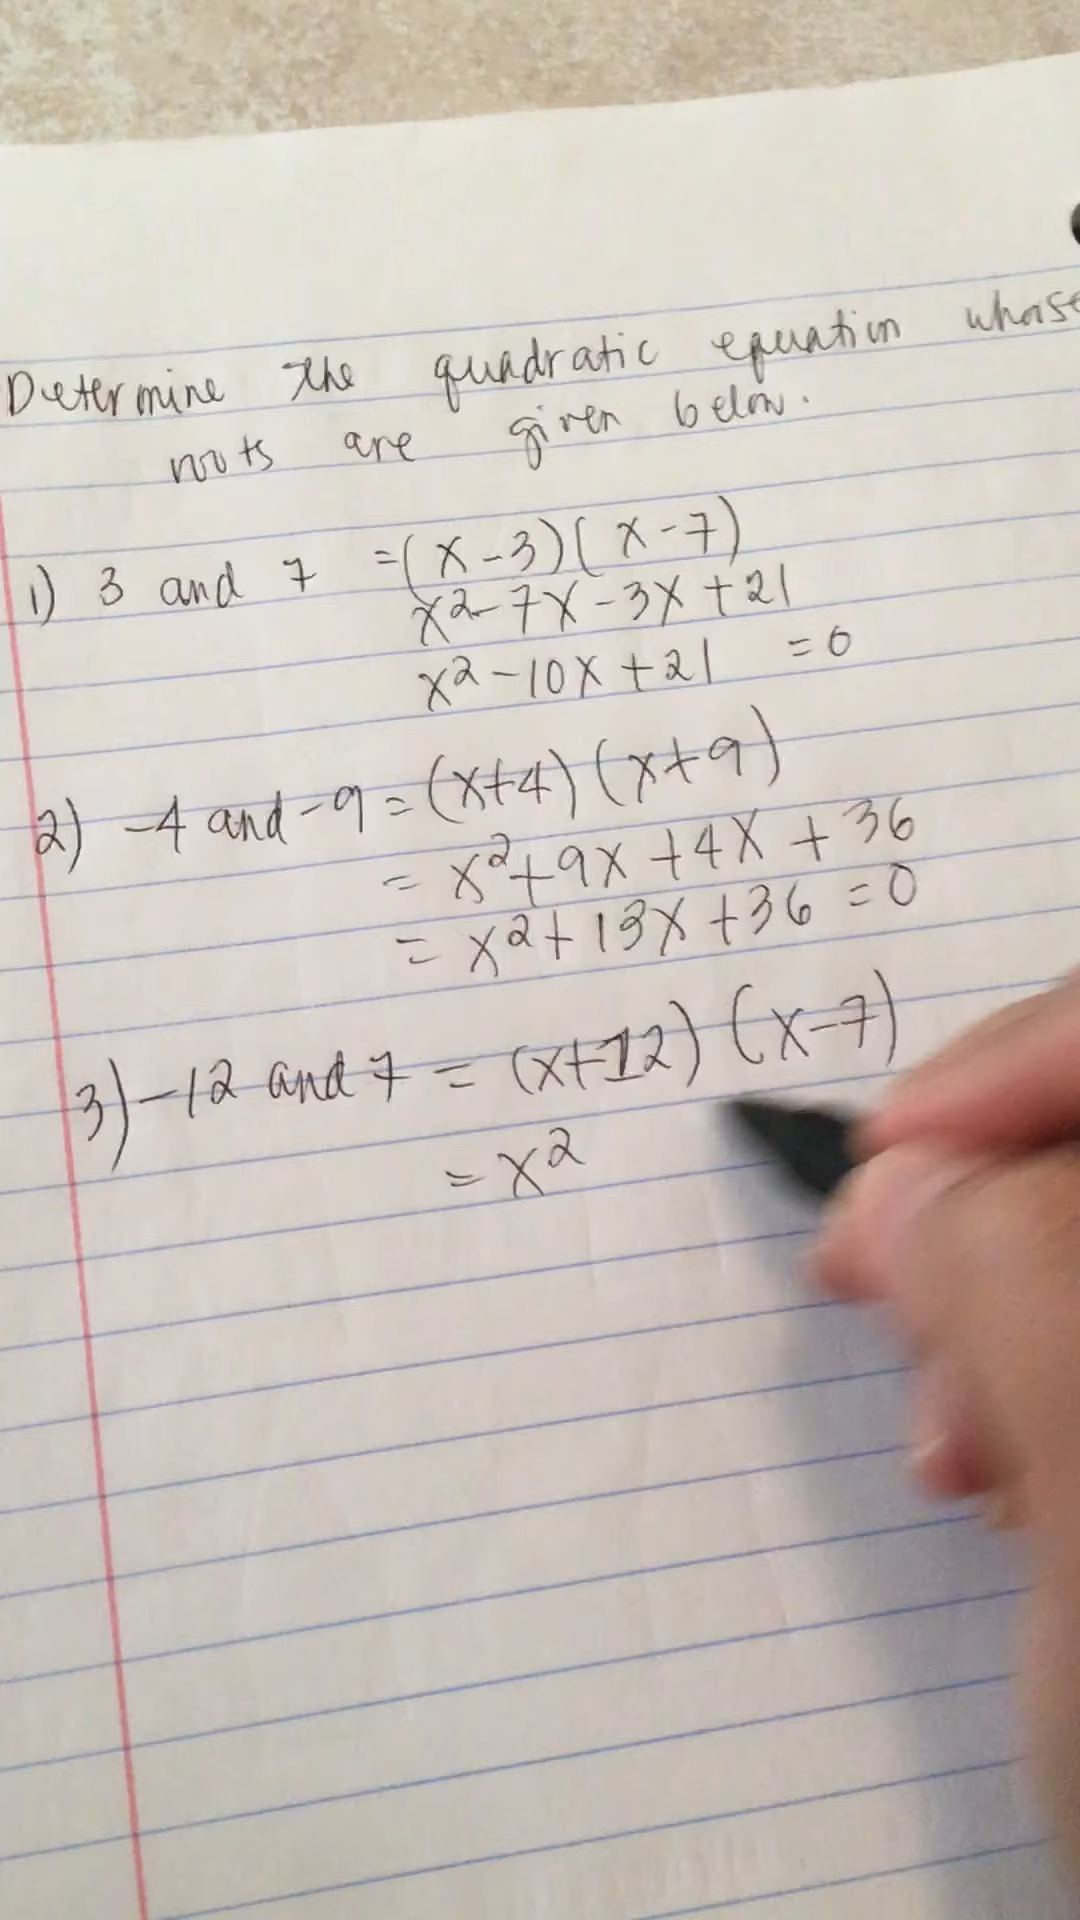 Determine the quadratic equation whose
roots are given below.
1) 3 and 7 =(x-3)(x-7)
x²-7x-3x+21
x²-10x+21 =0
2) -4 and -9=(x+4)(x+9)
= x²+9x+4x+36
= x²+13x+36=0
3) -12 and 7 = (x+12)(x-7)
= x²